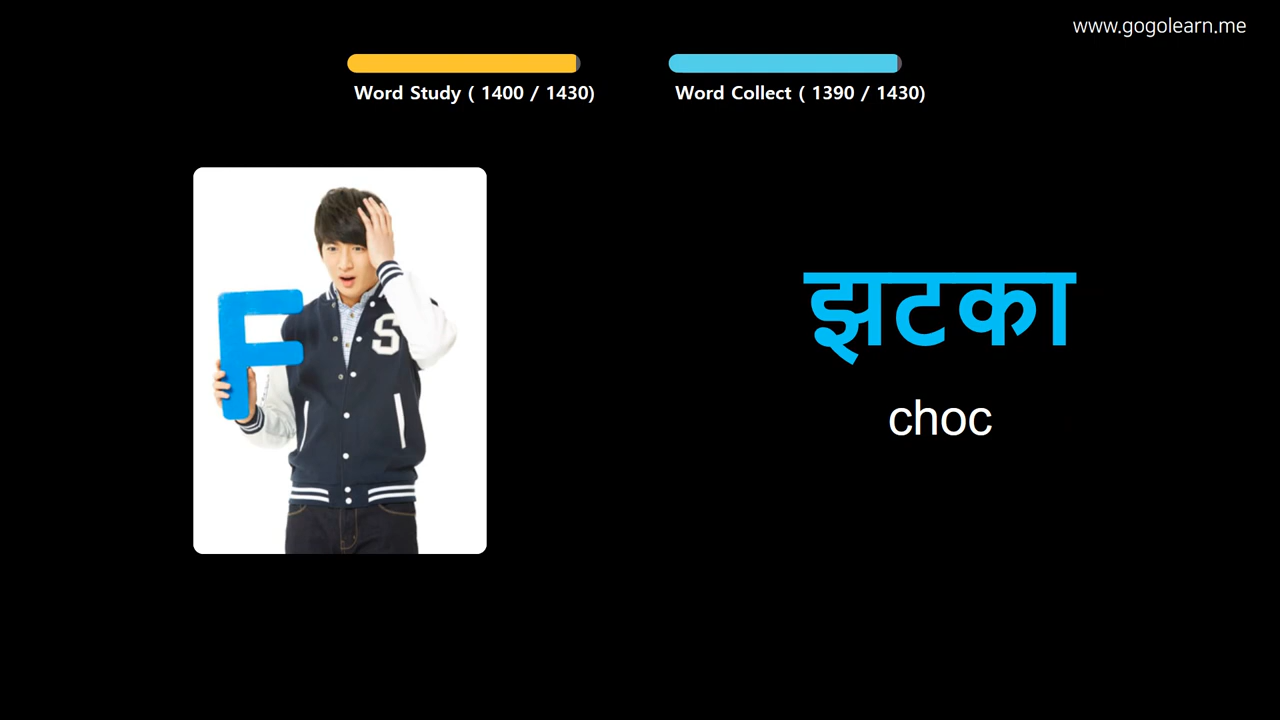 www.gogolearn.me
Word Study ( 1400 / 1430)
Word Collect ( 1390 / 1430)
F
S
झटका
choc